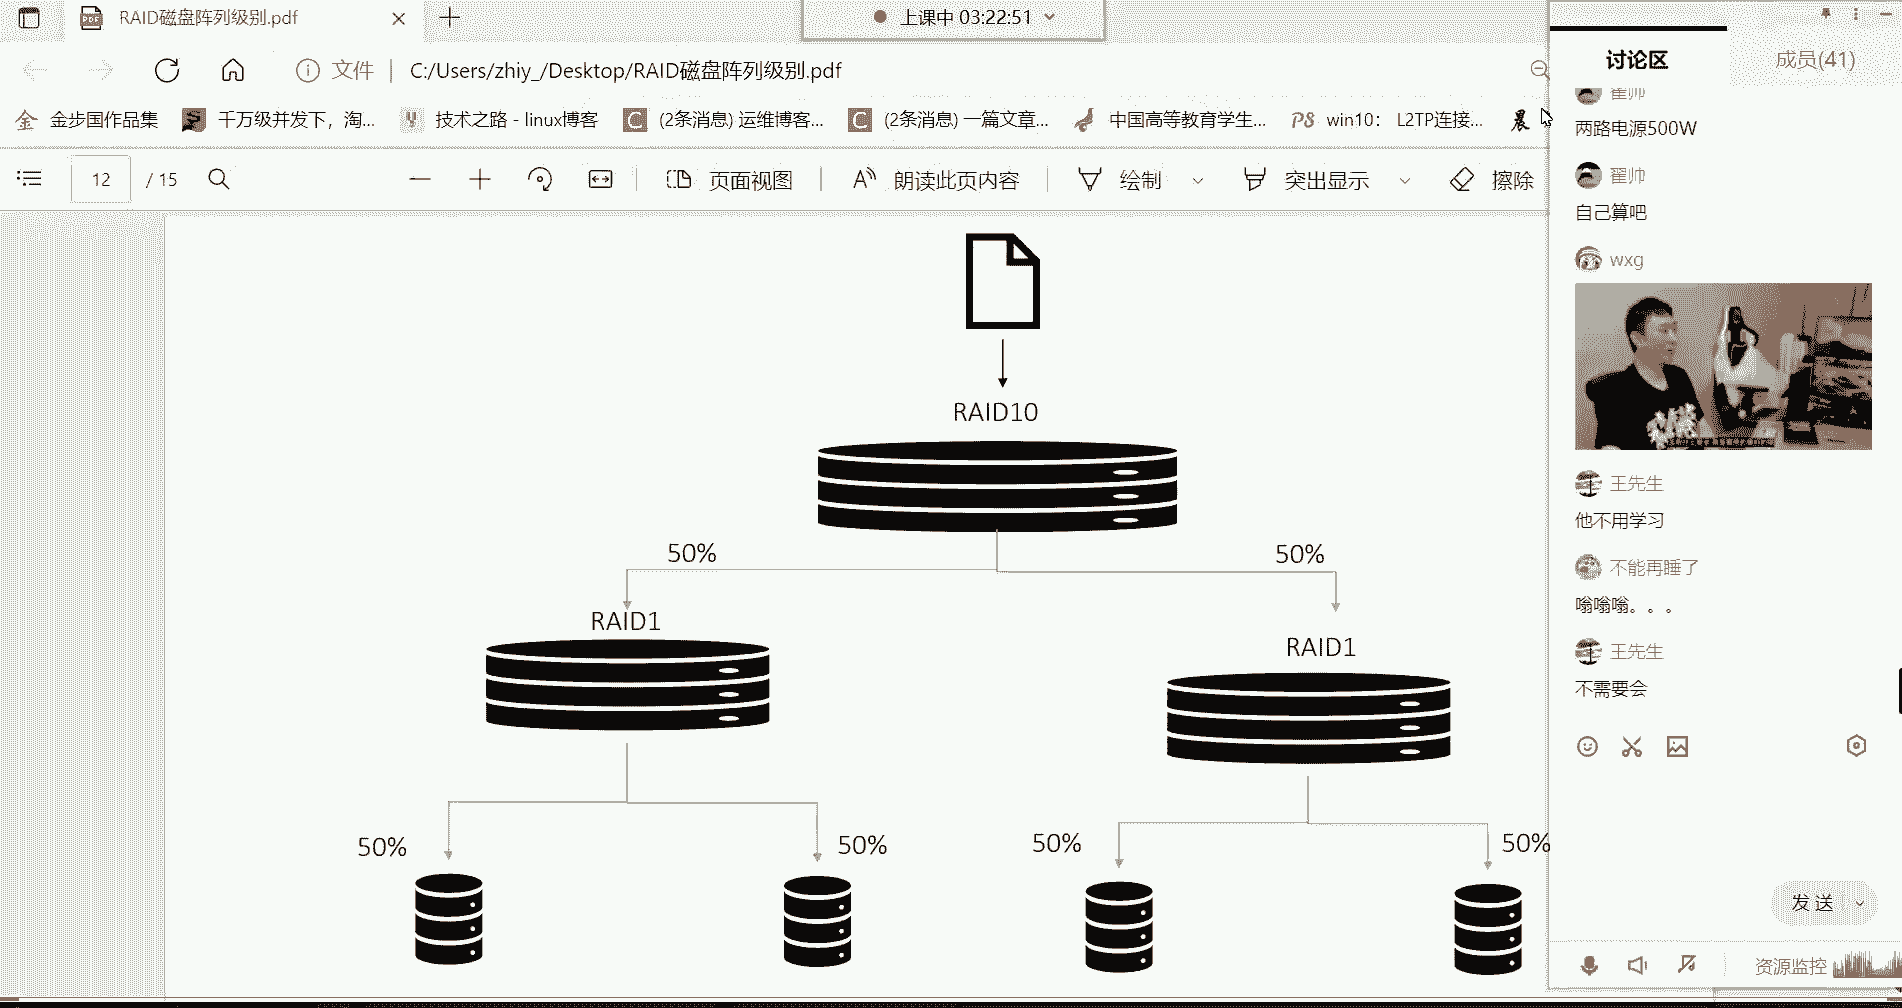 RAID磁盘阵列级别.pdf
上课中 03:22:51
文件
C:/Users/zhiy_/Desktop/RAID磁盘阵列级别.pdf
金步国作品集
千万级并发下，淘...
技术之路 - linux博客
(2条消息) 运维博客...
(2条消息) 一篇文章...
中国高等教育学生...
win10： L2TP连接...
12 / 15
页面视图
朗读此页内容
绘制
突出显示
擦除
RAID10
50% 50%
RAID1
RAID1
50% 50% 50% 50%
讨论区 成员(41)
翟帅
两路电源500W
翟帅
自己算吧
wxg
王先生
他不用学习
不能再睡了
嗡嗡嗡。。。
王先生
不需要会
发送
资源监控